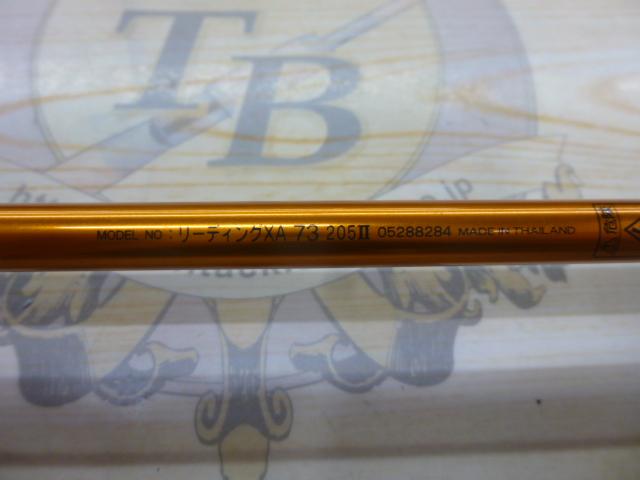 TB
MODEL NO : リーディングXA 73 205II 05288284 MADE IN THAILAND